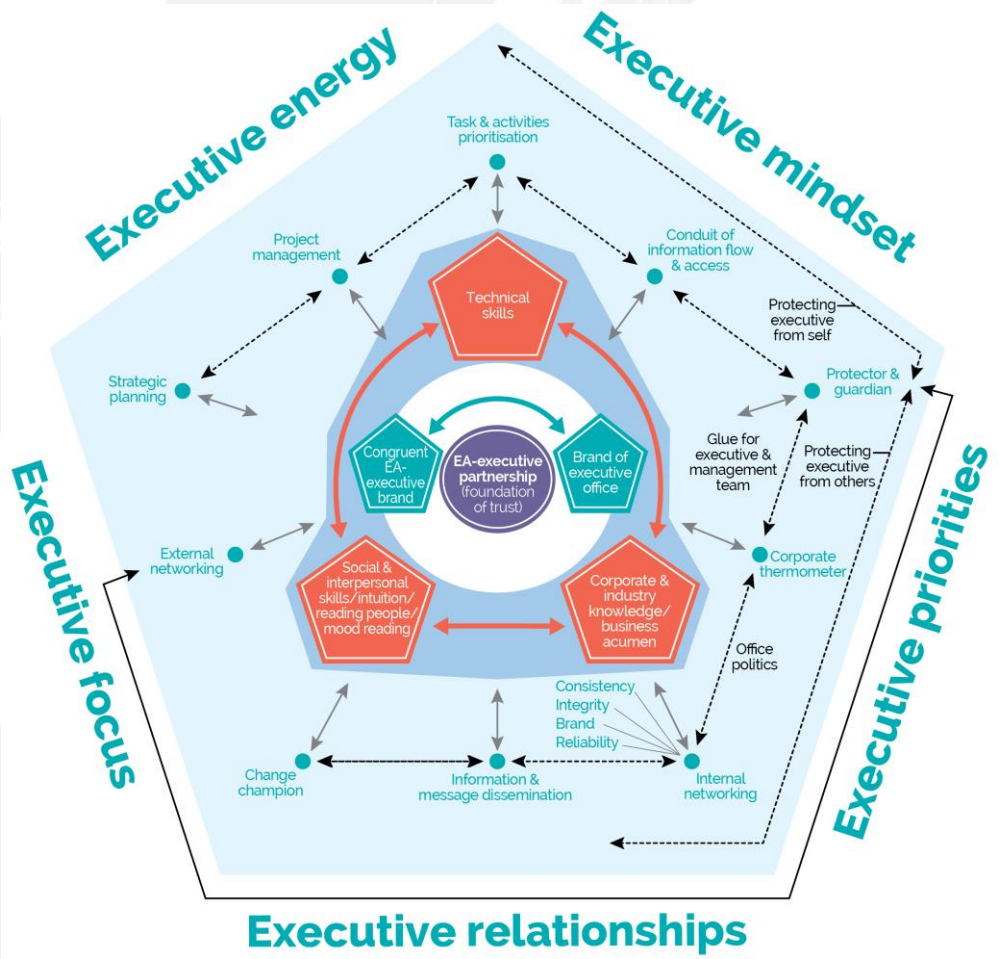 Executive energy
Executive mindset
Task & activities
prioritisation
Project
management
Conduit of
information flow
& access
Technical
skills
Protecting
executive
from self
Strategic
planning
Protector &
guardian
Congruent
EA-
executive
brand
EA-executive
partnership
(foundation
of trust)
Brand of
executive
office
Glue for
executive &
management
team
Protecting
executive
from others
External
networking
Corporate
thermometer
Social &
interpersonal
skills/intuition/
reading people/
mood reading
Corporate &
industry
knowledge/
business
acumen
Office
politics
Consistency
Integrity
Brand
Reliability
Change
champion
Information &
message dissemination
Internal
networking
Executive focus
Executive priorities
Executive relationships